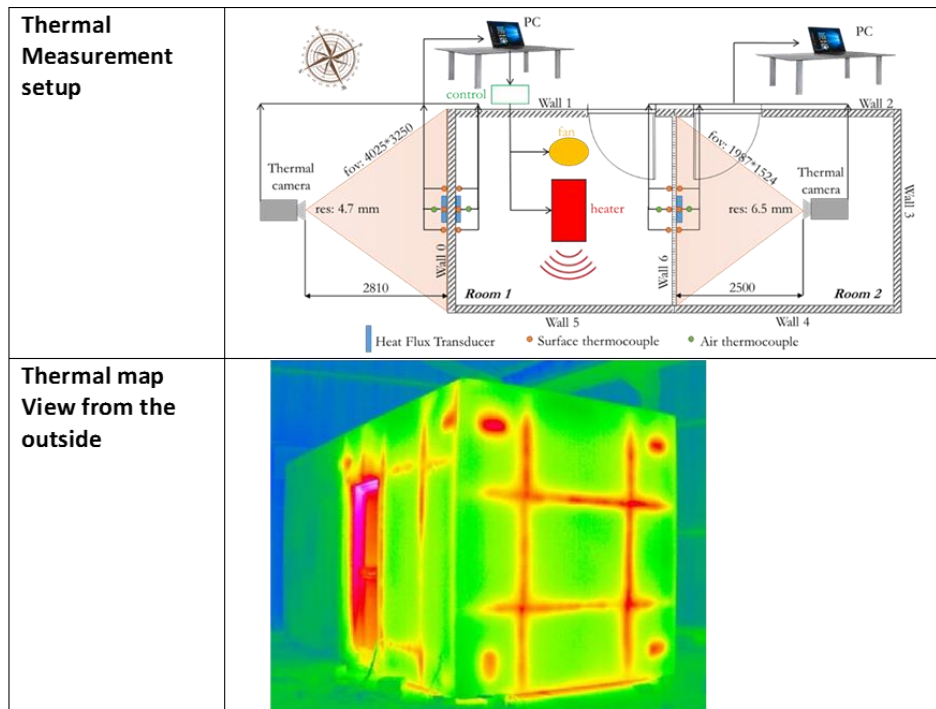 Thermal
Measurement
setup
PC
PC
control
Wall 1
Wall 2
fan
fov: 4025*3250
fov: 1987*1524
Thermal
camera
Thermal
camera
res: 4.7 mm
heater
res: 6.5 mm
Wall 3
Wall 0
Wall 6
2810
Room 1
2500
Room 2
Wall 5
Wall 4
Heat Flux Transducer
Surface thermocouple
Air thermocouple
Thermal map
View from the
outside